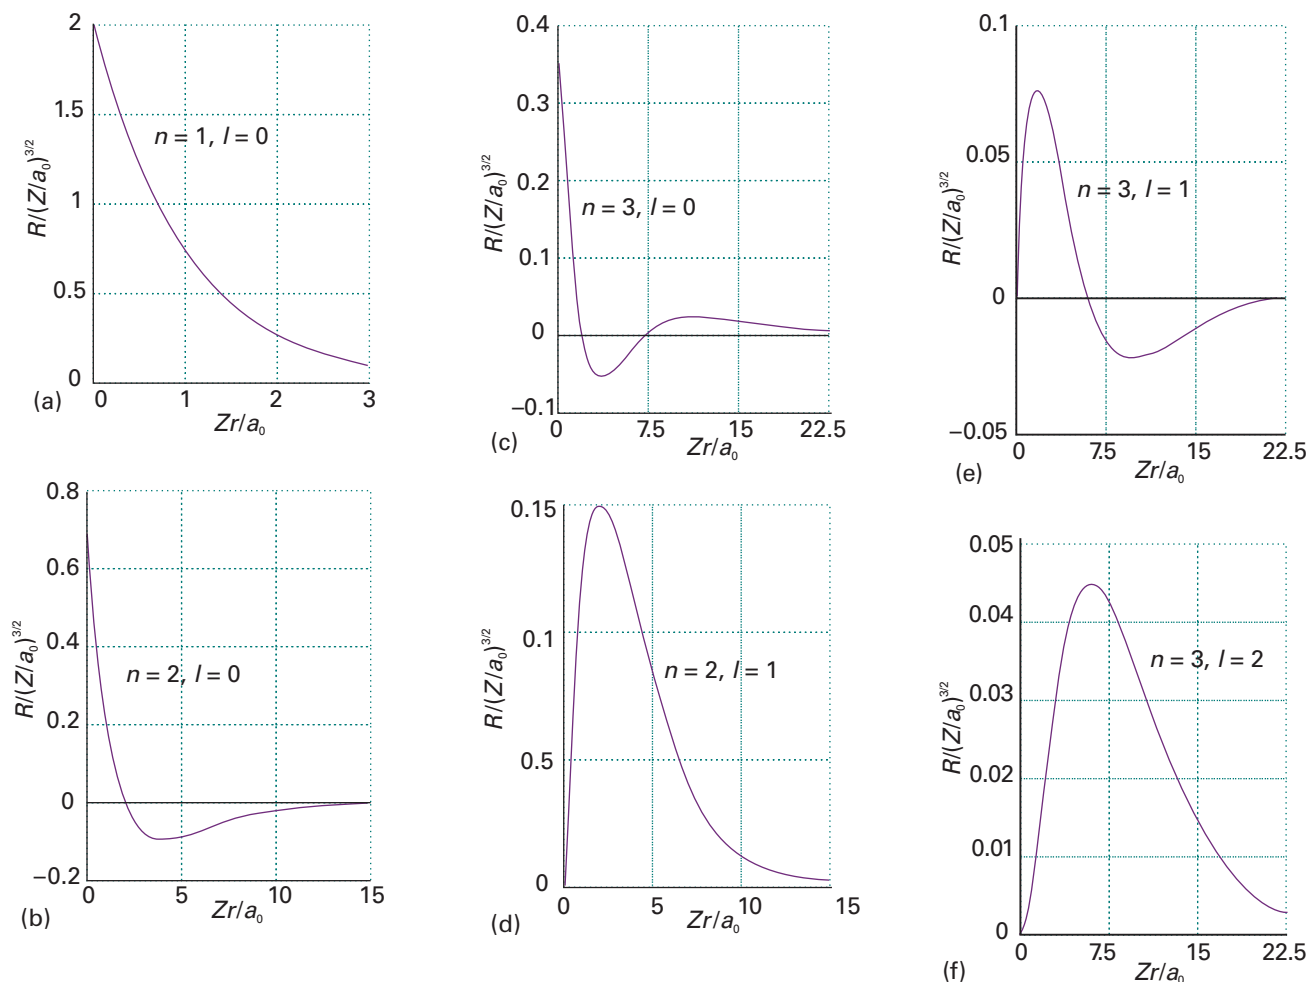 2
1.5
1
0.5
0
R/(Z/a₀)^3/2
n = 1, l = 0
0 1 2 3
Zr/a₀
(a)
0.8
0.6
0.4
0.2
0
–0.2
R/(Z/a₀)^3/2
n = 2, l = 0
0 5 10 15
Zr/a₀
(b)
0.4
0.3
0.2
0.1
0
–0.1
R/(Z/a₀)^3/2
n = 3, l = 0
0 7.5 15 22.5
Zr/a₀
(c)
0.15
0.1
0.5
0
R/(Z/a₀)^3/2
n = 2, l = 1
0 5 10 15
Zr/a₀
(d)
0.1
0.05
0
–0.05
R/(Z/a₀)^3/2
n = 3, l = 1
0 7.5 15 22.5
Zr/a₀
(e)
0.05
0.04
0.03
0.02
0.01
0
R/(Z/a₀)^3/2
n = 3, l = 2
0 7.5 15 22.5
Zr/a₀
(f)